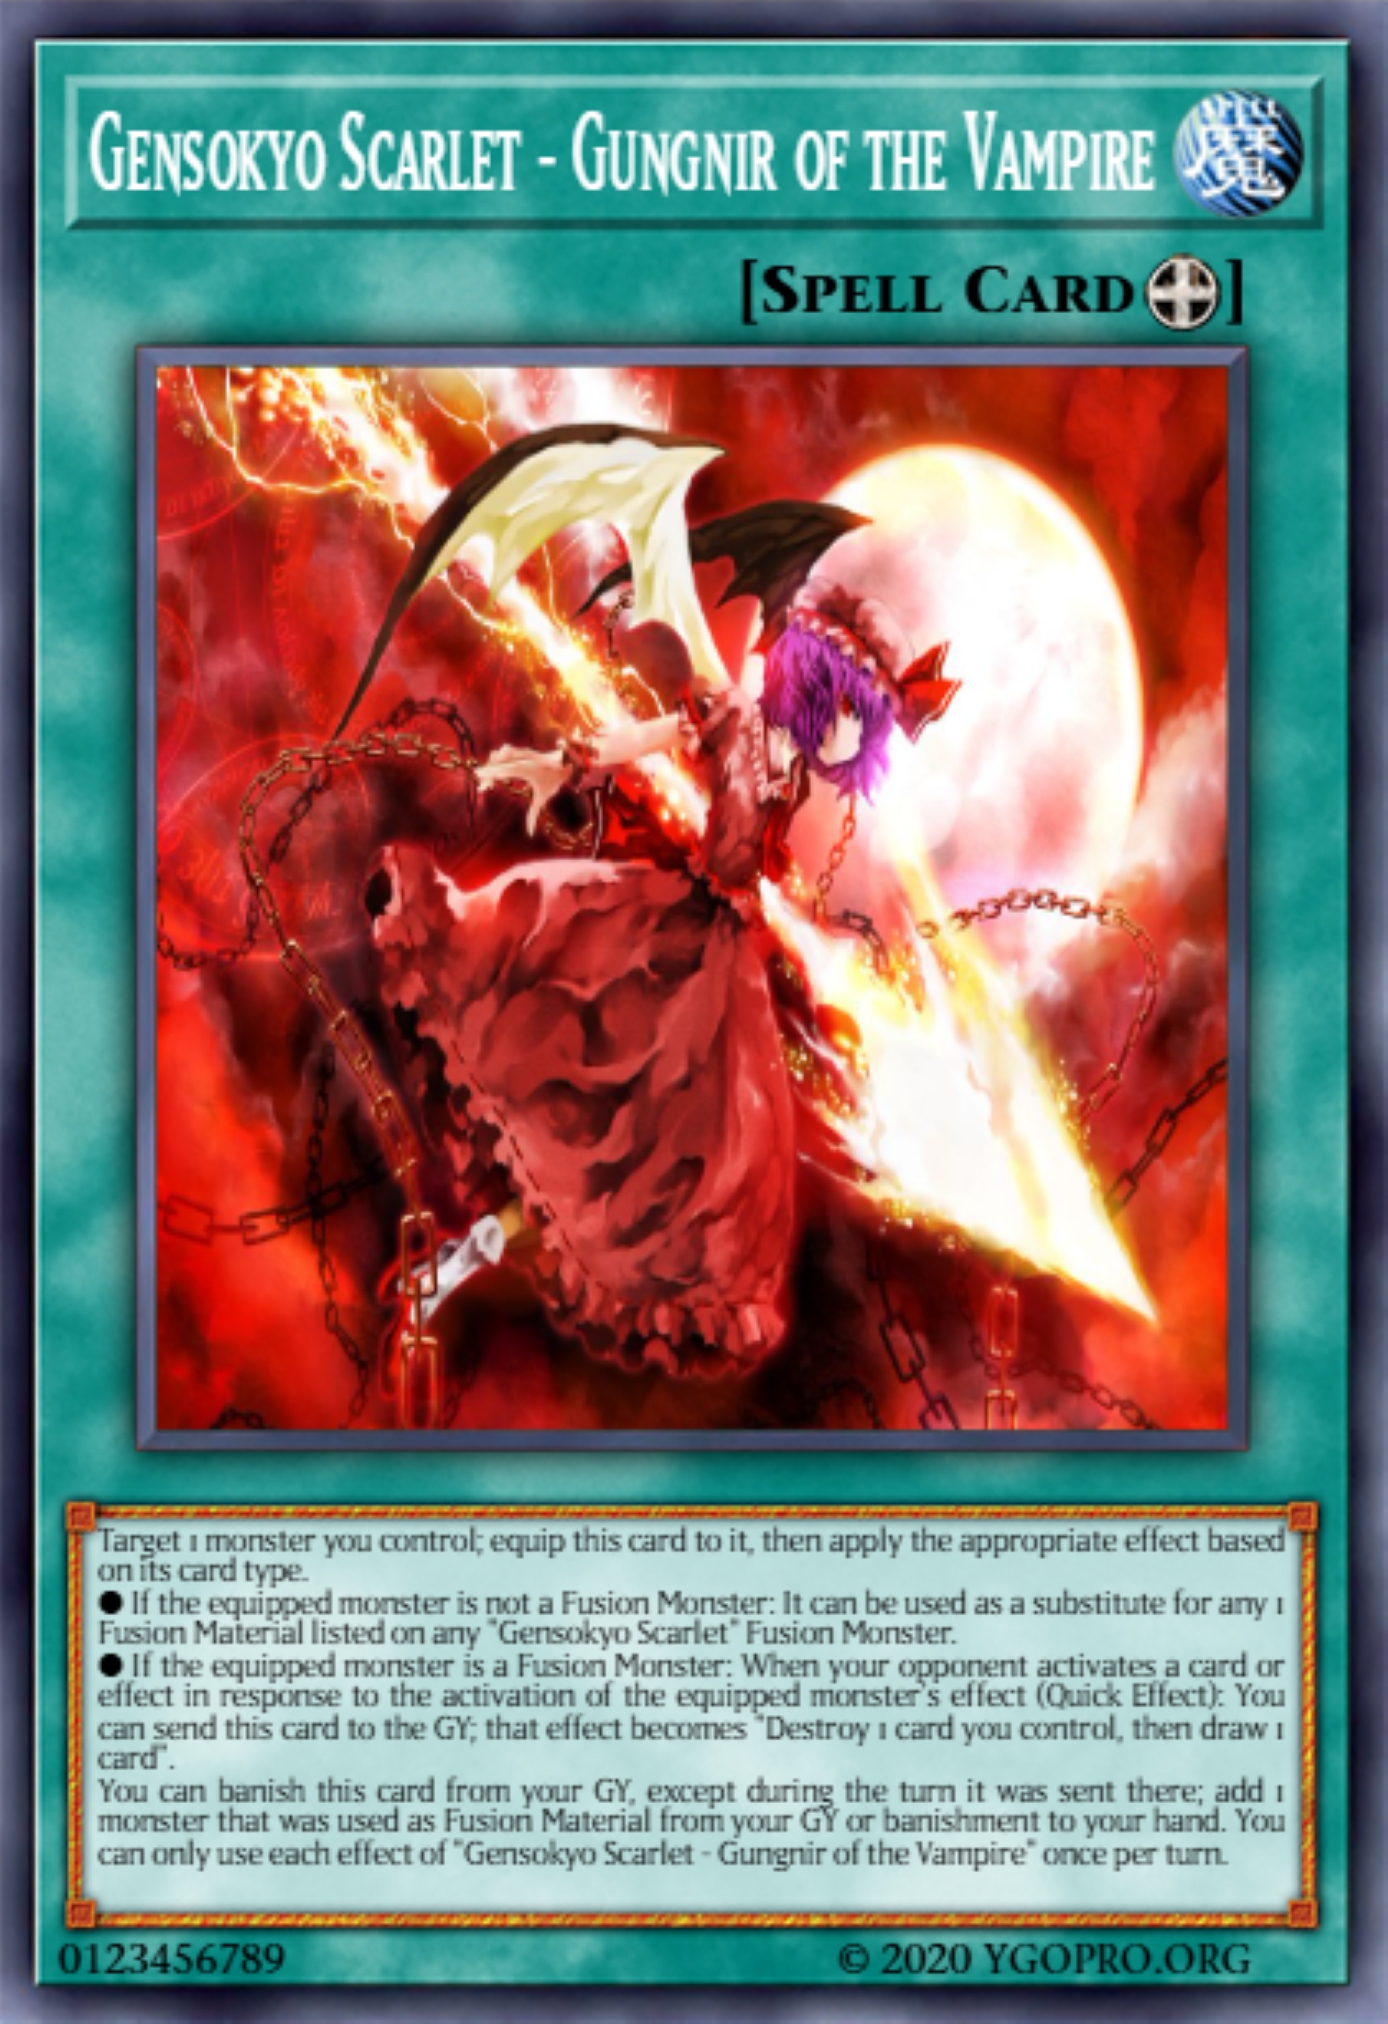 Gensokyo Scarlet - Gungnir of the Vampire 魔
[Spell Card]
Target 1 monster you control; equip this card to it, then apply the appropriate effect based
on its card type.
● If the equipped monster is not a Fusion Monster: It can be used as a substitute for any 1
Fusion Material listed on any "Gensokyo Scarlet" Fusion Monster.
● If the equipped monster is a Fusion Monster: When your opponent activates a card or
effect in response to the activation of the equipped monster's effect (Quick Effect): You
can send this card to the GY; that effect becomes "Destroy 1 card you control, then draw 1
card".
You can banish this card from your GY, except during the turn it was sent there; add 1
monster that was used as Fusion Material from your GY or banishment to your hand. You
can only use each effect of "Gensokyo Scarlet - Gungnir of the Vampire" once per turn.
0123456789 © 2020 YGOPRO.ORG